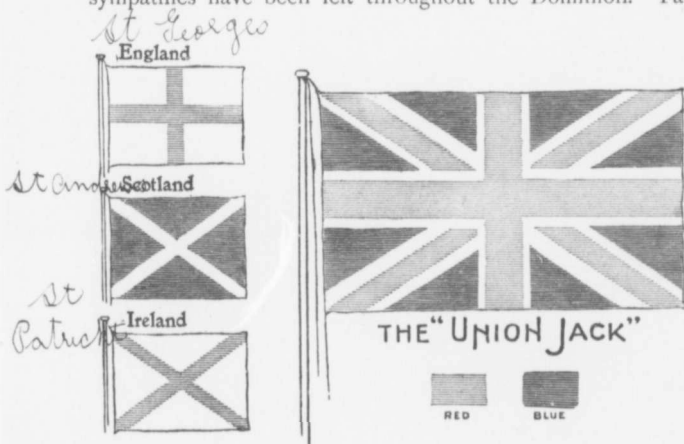 sympathies have been felt throughout the Dominion.
St Georges
England
St Andrews
Scotland
St
Patrick
Ireland
THE "UNION JACK"
RED
BLUE